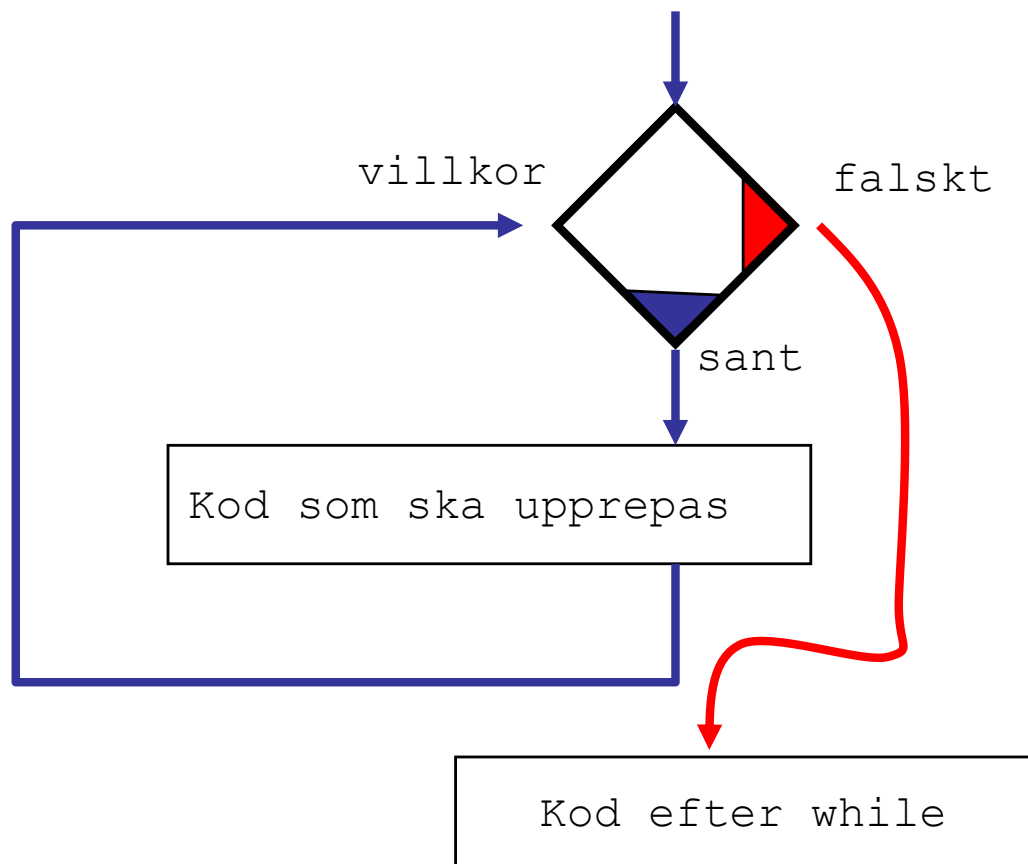 villkor
falskt
sant
Kod som ska upprepas
Kod efter while